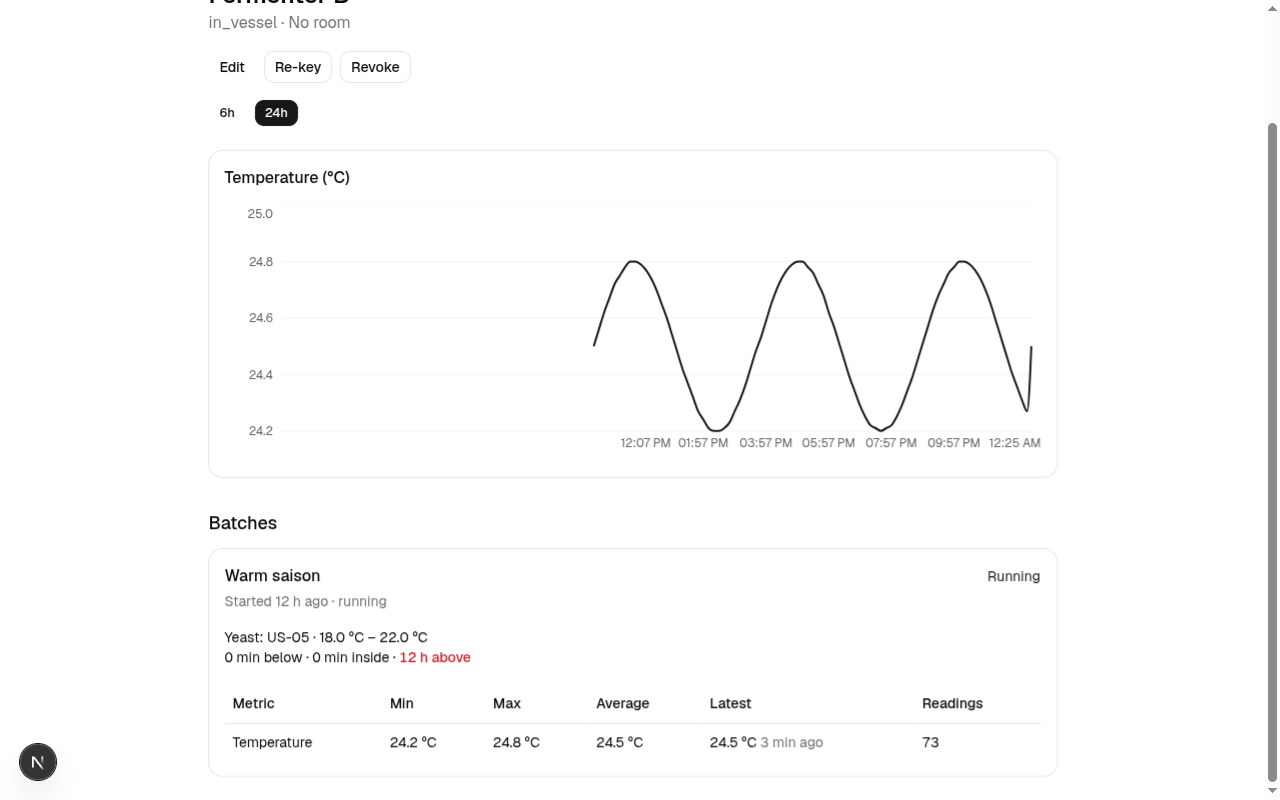 Fermenter B
in_vessel · No room
Edit Re-key Revoke
6h 24h
Temperature (°C)
25.0
24.8
24.6
24.4
24.2
12:07 PM 01:57 PM 03:57 PM 05:57 PM 07:57 PM 09:57 PM 12:25 AM
Batches
Warm saison Running
Started 12 h ago · running
Yeast: US-05 · 18.0 °C – 22.0 °C
0 min below · 0 min inside · 12 h above
Metric Min Max Average Latest Readings
Temperature 24.2 °C 24.8 °C 24.5 °C 24.5 °C 3 min ago 73
N